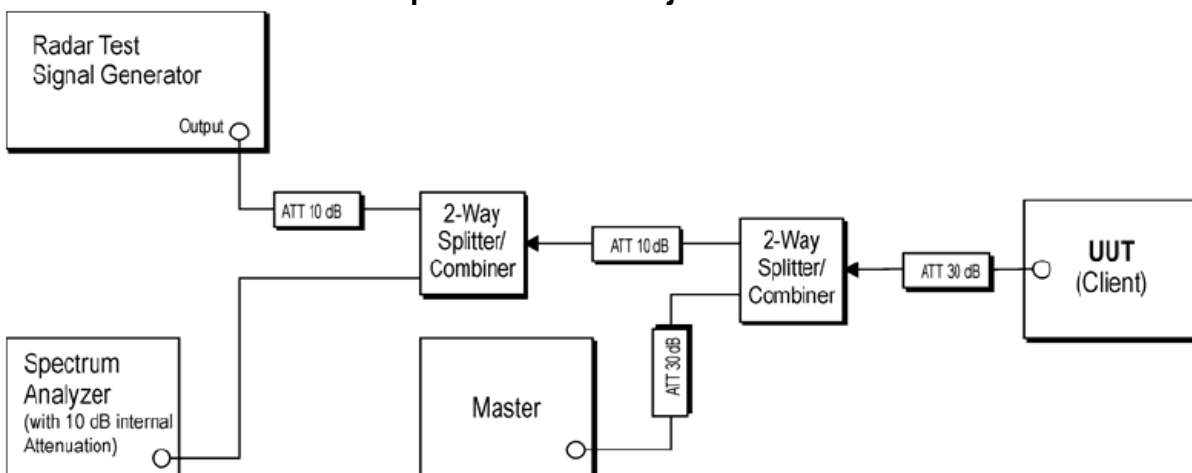 Radar Test
Signal Generator
Output
ATT 10 dB
2-Way
Splitter/
Combiner
ATT 10 dB
2-Way
Splitter/
Combiner
ATT 30 dB
UUT
(Client)
Spectrum
Analyzer
(with 10 dB internal
Attenuation)
Master
ATT 30 dB